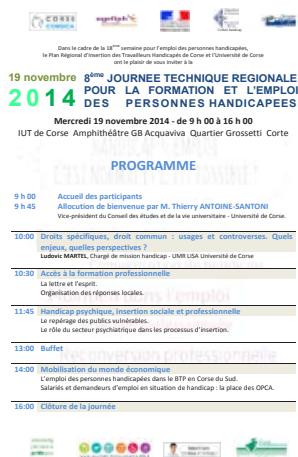 CORSE
CORSICA
agefiph
Dans le cadre de la 18ème semaine pour l'emploi des personnes handicapées,
le Plan Régional d'Insertion des Travailleurs Handicapés de Corse et l'Université de Corse
ont le plaisir de vous inviter à la
19 novembre
2014
8ème JOURNEE TECHNIQUE REGIONALE
POUR LA FORMATION ET L'EMPLOI
DES PERSONNES HANDICAPEES
Mercredi 19 novembre 2014 - de 9 h 00 à 16 h 00
IUT de Corse Amphithéâtre GB Acquaviva Quartier Grossetti Corte
PROGRAMME
9 h 00 Accueil des participants
9 h 45 Allocution de bienvenue par M. Thierry ANTOINE-SANTONI
Vice-président du Conseil des études et de la vie universitaire - Université de Corse.
10:00 Droits spécifiques, droit commun : usages et controverses. Quels
enjeux, quelles perspectives ?
Ludovic MARTEL, Chargé de mission handicap - UMR LISA Université de Corse
10:30 Accès à la formation professionnelle
La lettre et l'esprit.
Organisation des réponses locales.
11:45 Handicap psychique, insertion sociale et professionnelle
Le repérage des publics vulnérables.
Le rôle du secteur psychiatrique dans les processus d'insertion.
13:00 Buffet
14:00 Mobilisation du monde économique
L'emploi des personnes handicapées dans le BTP en Corse du Sud.
Salariés et demandeurs d'emploi en situation de handicap : la place des OPCA.
16:00 Clôture de la journée